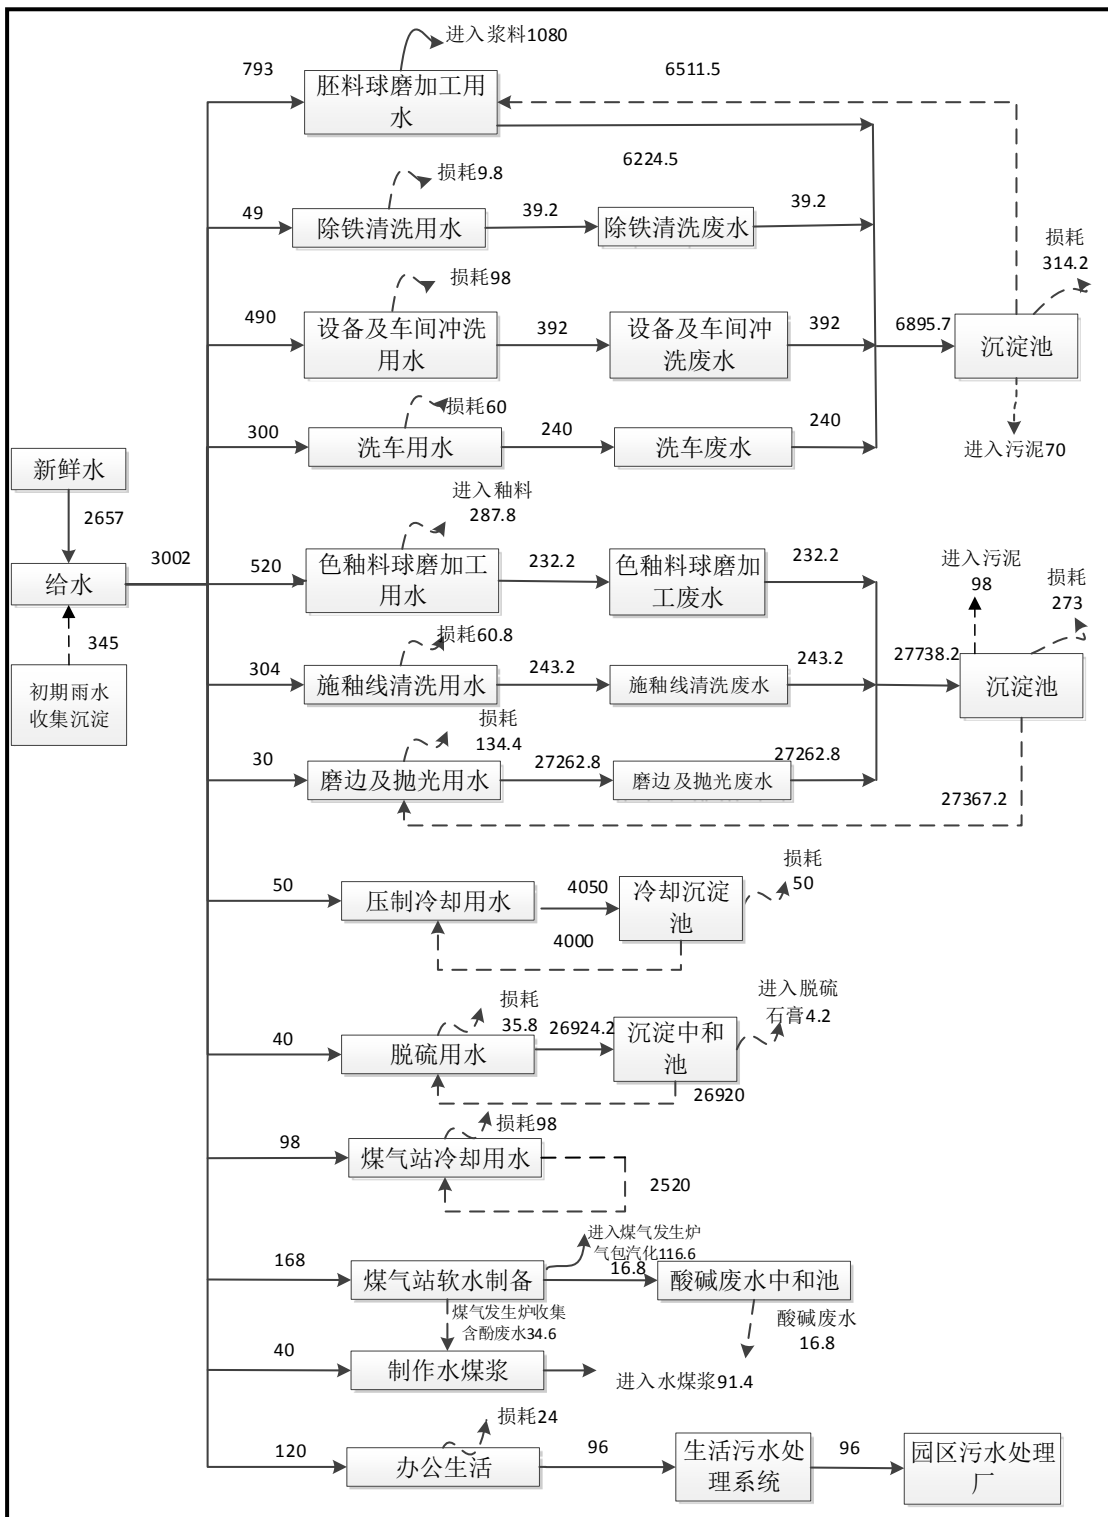 进入浆料1080
793
胚料球磨加工用
水
6511.5
6224.5
损耗9.8
49
除铁清洗用水
39.2
除铁清洗废水
39.2
损耗
314.2
损耗98
490
设备及车间冲洗
用水
392
设备及车间冲
洗废水
392
6895.7
沉淀池
损耗60
300
洗车用水
240
洗车废水
240
进入污泥70
新鲜水
2657
给水
3002
345
初期雨水
收集沉淀
进入釉料
287.8
520
色釉料球磨加工
用水
232.2
色釉料球磨加
工废水
232.2
进入污泥
98
损耗
273
损耗60.8
304
施釉线清洗用水
243.2
施釉线清洗废水
243.2
27738.2
沉淀池
损耗
134.4
30
磨边及抛光用水
27262.8
磨边及抛光废水
27262.8
27367.2
50
压制冷却用水
4050
冷却沉淀
池
损耗
50
4000
损耗
35.8
40
脱硫用水
26924.2
沉淀中和
池
进入脱硫
石膏4.2
26920
损耗98
98
煤气站冷却用水
2520
进入煤气发生炉
气包汽化116.6
168
煤气站软水制备
16.8
酸碱废水中和池
煤气发生炉收集
含酚废水34.6
酸碱废水
16.8
40
制作水煤浆
进入水煤浆91.4
损耗24
120
办公生活
96
生活污水处
理系统
96
园区污水处理
厂